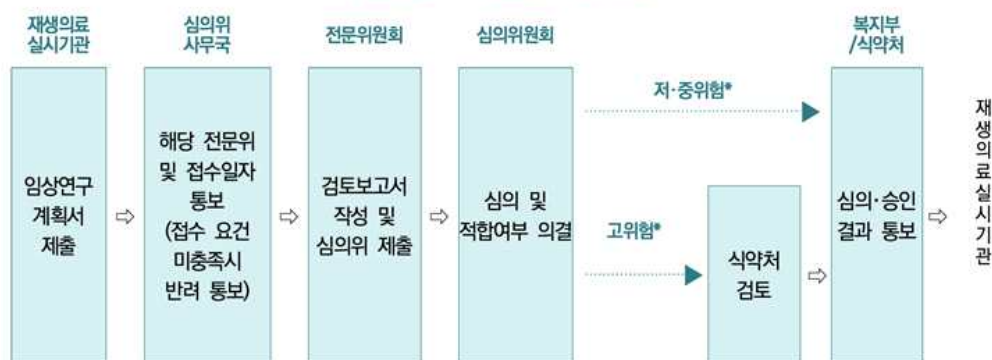 재생의료
실시기관
심의위
사무국
전문위원회
심의위원회
복지부
/식약처
임상연구
계획서
제출
해당 전문위
및 접수일자
통보
(접수 요건
미충족시
반려 통보)
검토보고서
작성 및
심의위 제출
심의 및
적합여부 의결
저·중위험*
고위험*
식약처
검토
심의·승인
결과 통보
재생의료실시기관